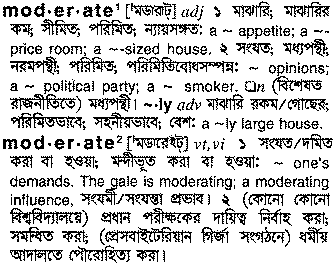 mod·er·ate¹ [ˈমডারাট্] adj ১ মাঝারি; মাঝারির
কম; সীমিত; পরিমিত; ন্যায়সঙ্গত: a ~ appetite; a ~-
price room; a ~-sized house. ২ সংযত; মধ্যপন্থী;
নরমপন্থী; পরিমিত; পরিমিতিবোধসম্পন্ন: ~ opinions;
a ~ political party; a ~ smoker. □n (বিশেষত
রাজনীতিতে) মধ্যপন্থী। ~·ly adv মাঝারি রকম/গোছের;
পরিমিতভাবে; সহনীয়ভাবে; বেশ: a ~ly large house.
mod·er·ate² [ˈমডারেইট্] vt,vi ১ সংযত/দমিত
করা বা হওয়া; মন্দীভূত করা বা হওয়া: ~ one's
demands. The gale is moderating; a moderating
influence, সংযমী/সংযন্তা প্রভাব। ২ (কোনো কোনো
বিশ্ববিদ্যালয়ে) প্রধান পরীক্ষকের দায়িত্ব নির্বাহ করা;
সমন্বিত করা; (প্রেসবাইটেরিয়ান গির্জা সংগঠনে) ধর্মীয়
আদালতে পৌরোহিত্য করা।